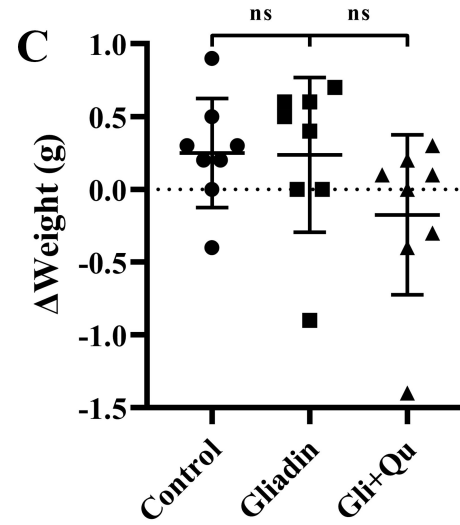 C
ns ns
ΔWeight (g)
1.0
0.5
0.0
-0.5
-1.0
-1.5
Control
Gliadin
Gli+Qu